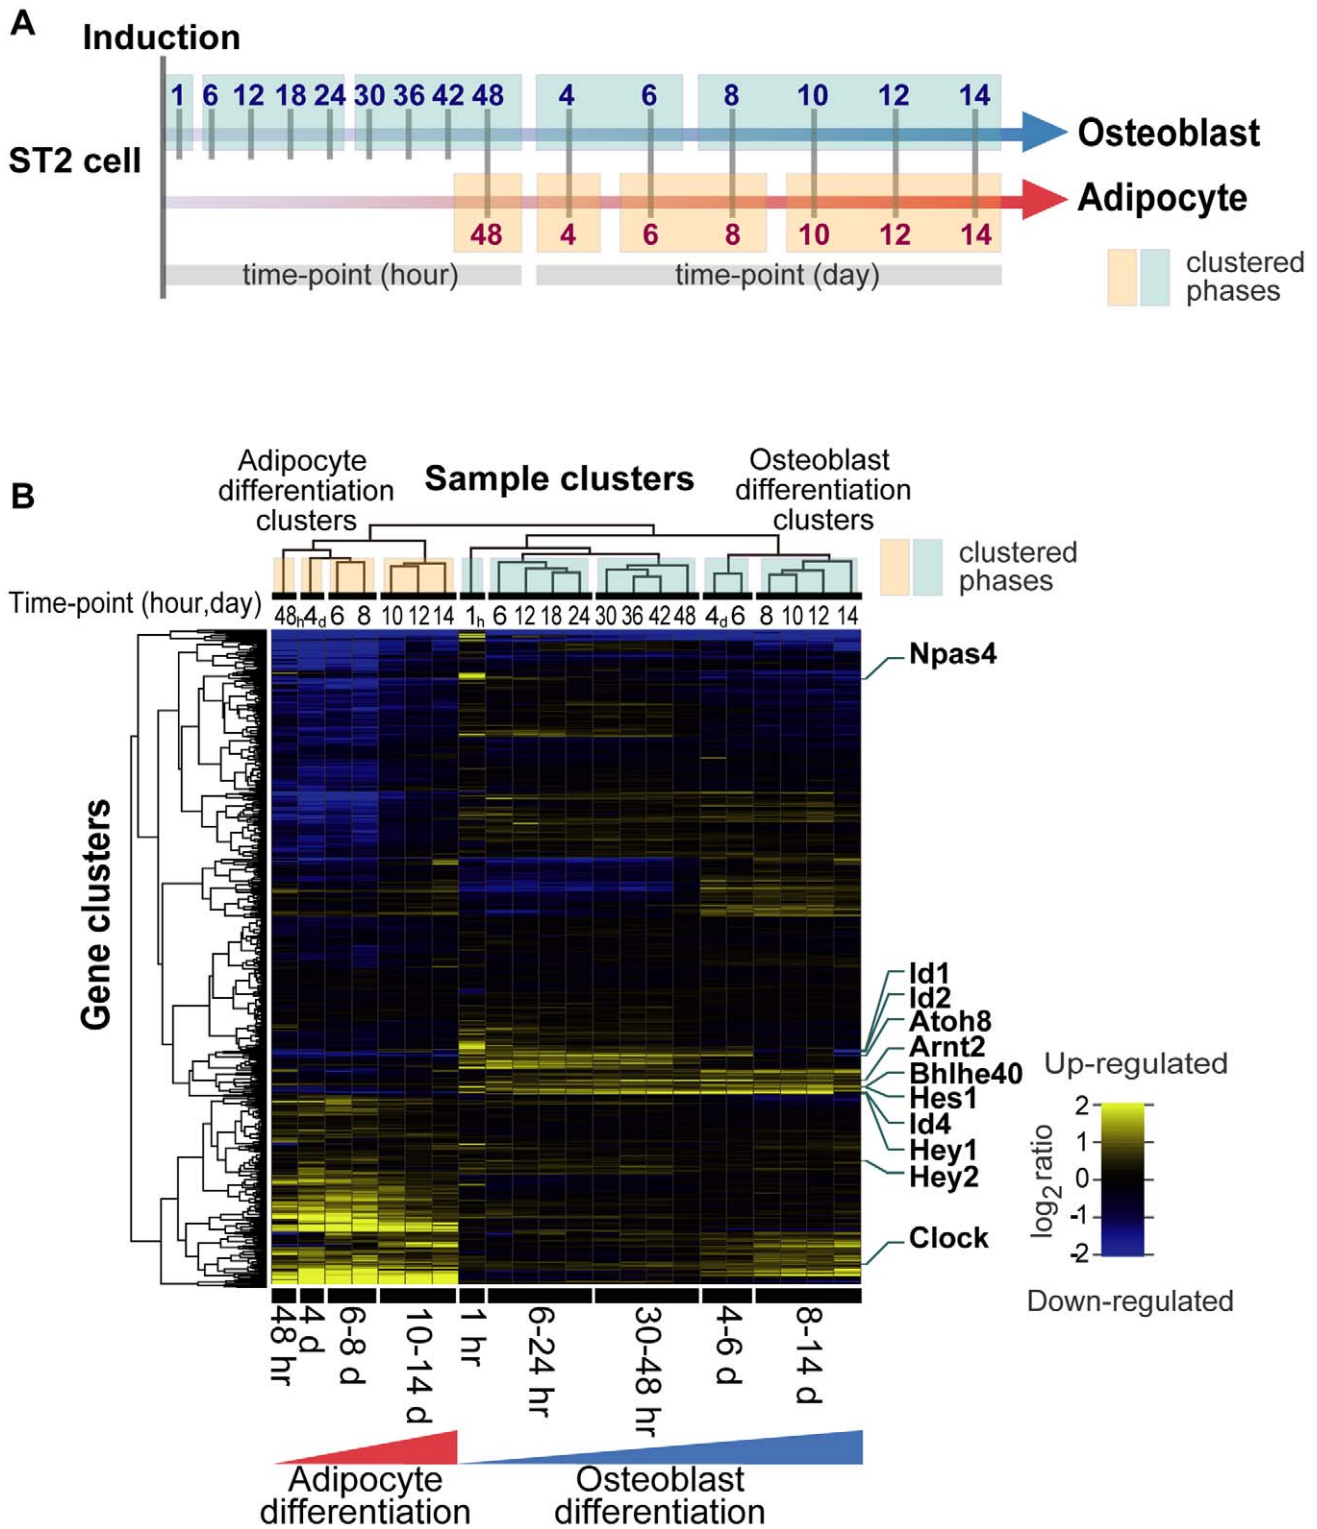 A
Induction
1 6 12 18 24 30 36 42 48 4 6 8 10 12 14
Osteoblast
ST2 cell
Adipocyte
48 4 6 8 10 12 14
time-point (hour) time-point (day)
clustered
phases
B
Adipocyte
differentiation
clusters
Sample clusters
Osteoblast
differentiation
clusters
clustered
phases
Time-point (hour,day)
48h 4d 6 8 10 12 14 1h 6 12 18 24 30 36 42 48 4d 6 8 10 12 14
Gene clusters
Npas4
Id1
Id2
Atoh8
Arnt2
Bhlhe40
Hes1
Id4
Hey1
Hey2
Clock
Up-regulated
2
1
0
-1
-2
log2 ratio
Down-regulated
48 hr
4 d
6-8 d
10-14 d
1 hr
6-24 hr
30-48 hr
4-6 d
8-14 d
Adipocyte
differentiation
Osteoblast
differentiation